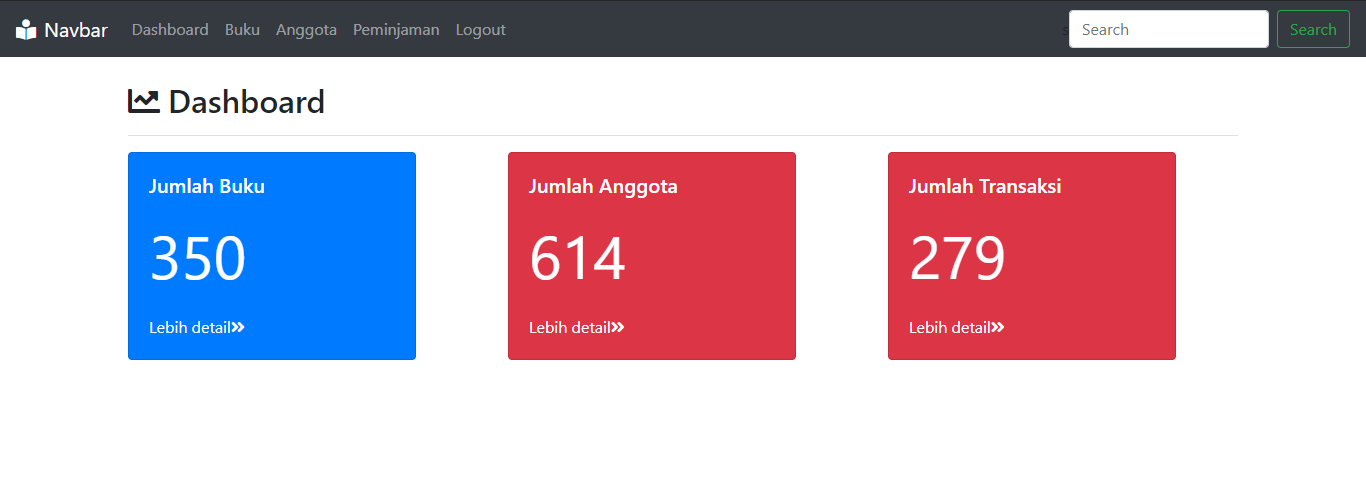 Navbar Dashboard Buku Anggota Peminjaman Logout s Search Search
Dashboard
Jumlah Buku Jumlah Anggota Jumlah Transaksi
350 614 279
Lebih detail Lebih detail Lebih detail